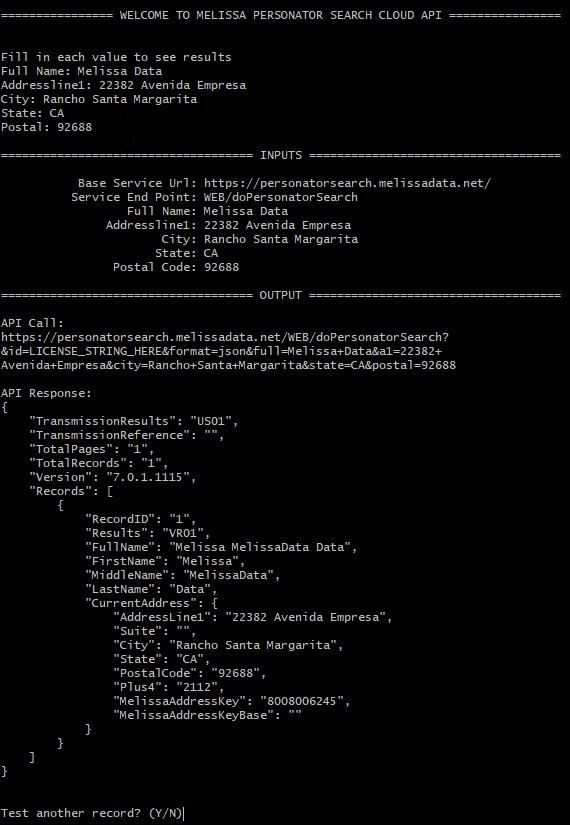 ================ WELCOME TO MELISSA PERSONATOR SEARCH CLOUD API ================
Fill in each value to see results
Full Name: Melissa Data
Addressline1: 22382 Avenida Empresa
City: Rancho Santa Margarita
State: CA
Postal: 92688
==================================== INPUTS ====================================
Base Service Url: https://personatorsearch.melissadata.net/
Service End Point: WEB/doPersonatorSearch
Full Name: Melissa Data
Addressline1: 22382 Avenida Empresa
City: Rancho Santa Margarita
State: CA
Postal Code: 92688
==================================== OUTPUT ====================================
API Call:
https://personatorsearch.melissadata.net/WEB/doPersonatorSearch?
&id=LICENSE_STRING_HERE&format=json&full=Melissa+Data&a1=22382+
Avenida+Empresa&city=Rancho+Santa+Margarita&state=CA&postal=92688
API Response:
{
"TransmissionResults": "US01",
"TransmissionReference": "",
"TotalPages": "1",
"TotalRecords": "1",
"Version": "7.0.1.1115",
"Records": [
{
"RecordID": "1",
"Results": "VR01",
"FullName": "Melissa MelissaData Data",
"FirstName": "Melissa",
"MiddleName": "MelissaData",
"LastName": "Data",
"CurrentAddress": {
"AddressLine1": "22382 Avenida Empresa",
"Suite": "",
"City": "Rancho Santa Margarita",
"State": "CA",
"PostalCode": "92688",
"Plus4": "2112",
"MelissaAddressKey": "8008006245",
"MelissaAddressKeyBase": ""
}
}
]
}
Test another record? (Y/N)